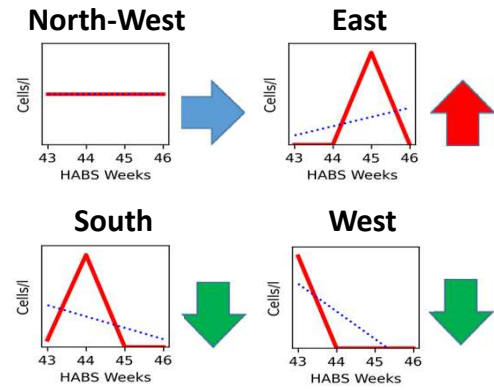 North-West
Cells/l
43 44 45 46
HABS Weeks
East
Cells/l
43 44 45 46
HABS Weeks
South
Cells/l
43 44 45 46
HABS Weeks
West
Cells/l
43 44 45 46
HABS Weeks